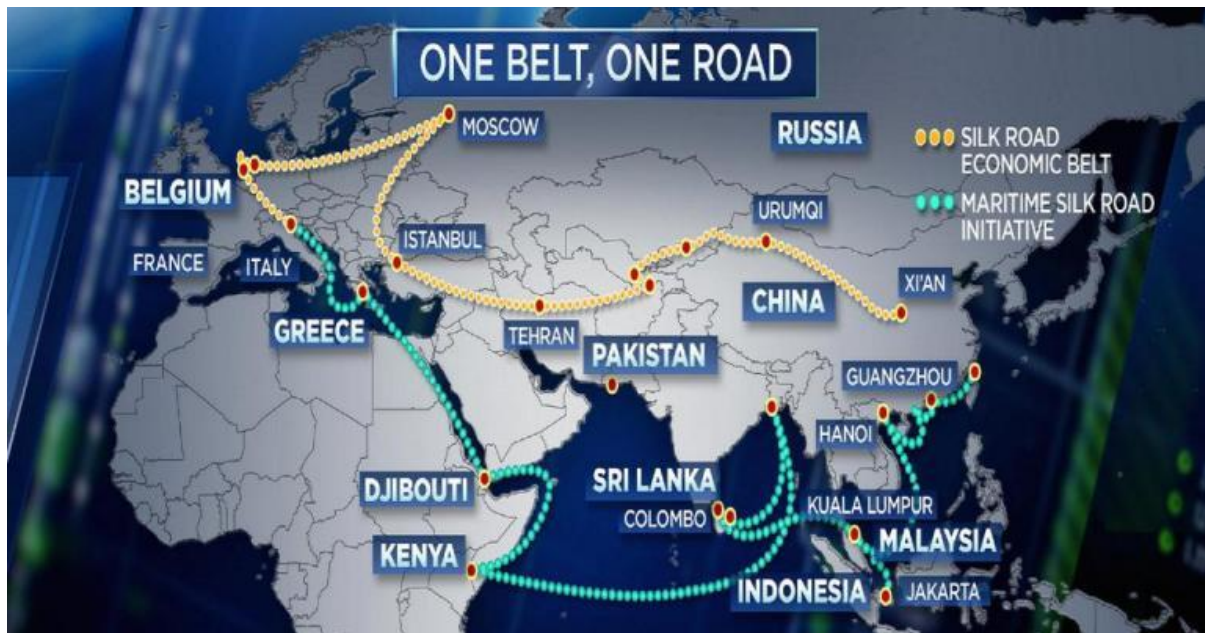 ONE BELT, ONE ROAD
MOSCOW
RUSSIA
SILK ROAD
ECONOMIC BELT
MARITIME SILK ROAD
INITIATIVE
BELGIUM
URUMQI
ISTANBUL
FRANCE
ITALY
XI'AN
CHINA
GREECE
TEHRAN
PAKISTAN
GUANGZHOU
HANOI
DJIBOUTI
SRI LANKA
COLOMBO
KUALA LUMPUR
MALAYSIA
KENYA
INDONESIA
JAKARTA